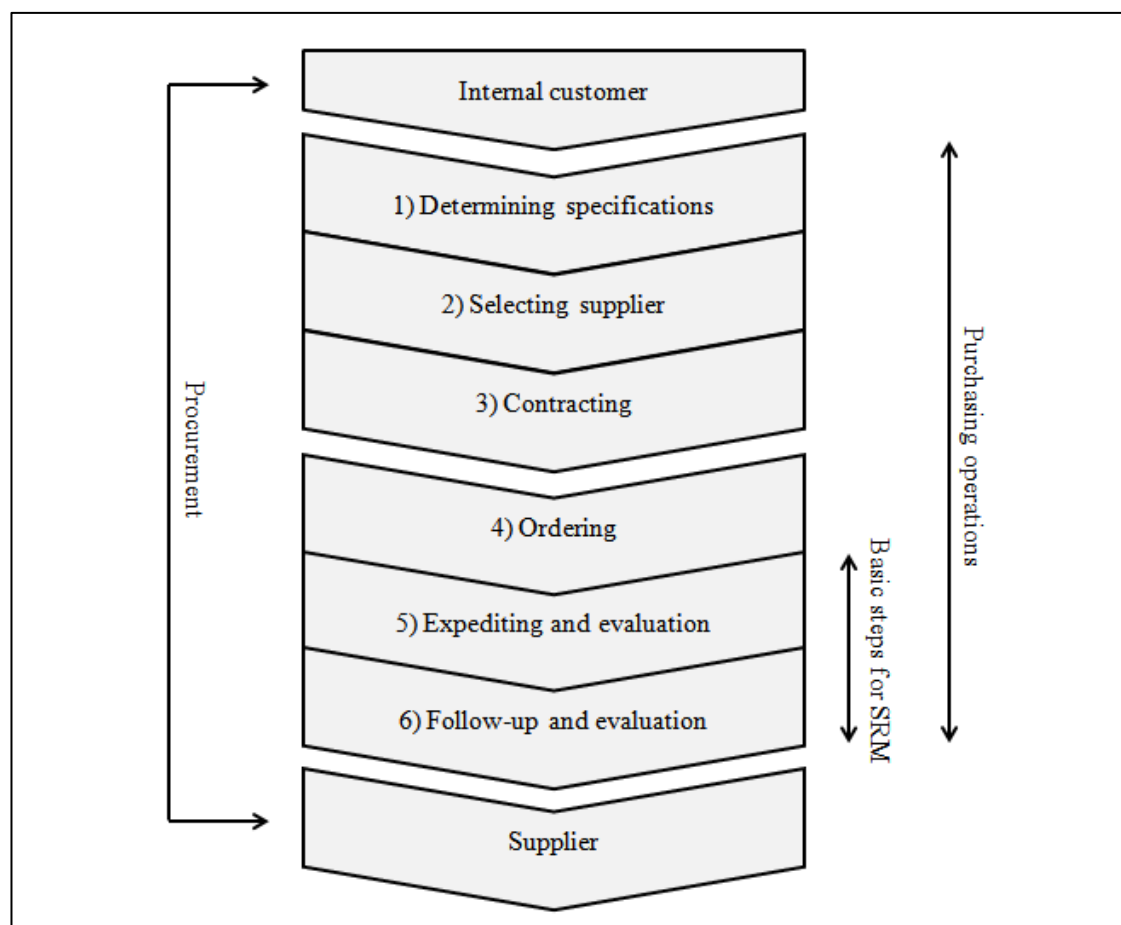 Internal customer
1) Determining specifications
2) Selecting supplier
3) Contracting
4) Ordering
5) Expediting and evaluation
6) Follow-up and evaluation
Supplier
Procurement
Basic steps for SRM
Purchasing operations